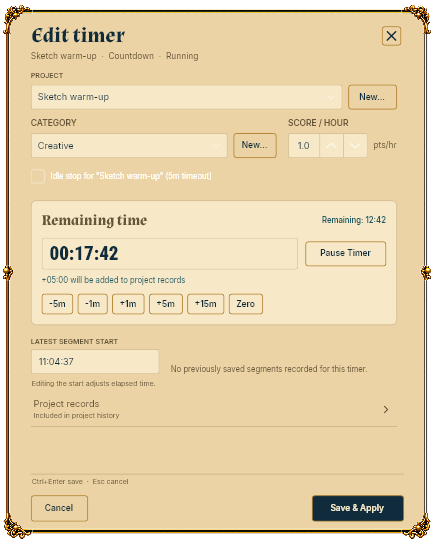 Edit timer
Sketch warm-up · Countdown · Running
PROJECT
Sketch warm-up
New...
CATEGORY
SCORE / HOUR
Creative
New...
1.0
pts/hr
Idle stop for "Sketch warm-up" (5m timeout)
Remaining time
Remaining: 12:42
00:17:42
Pause Timer
+05:00 will be added to project records
-5m
-1m
+1m
+5m
+15m
Zero
LATEST SEGMENT START
11:04:37
No previously saved segments recorded for this timer.
Editing the start adjusts elapsed time.
Project records
Included in project history
Ctrl+Enter save · Esc cancel
Cancel
Save & Apply